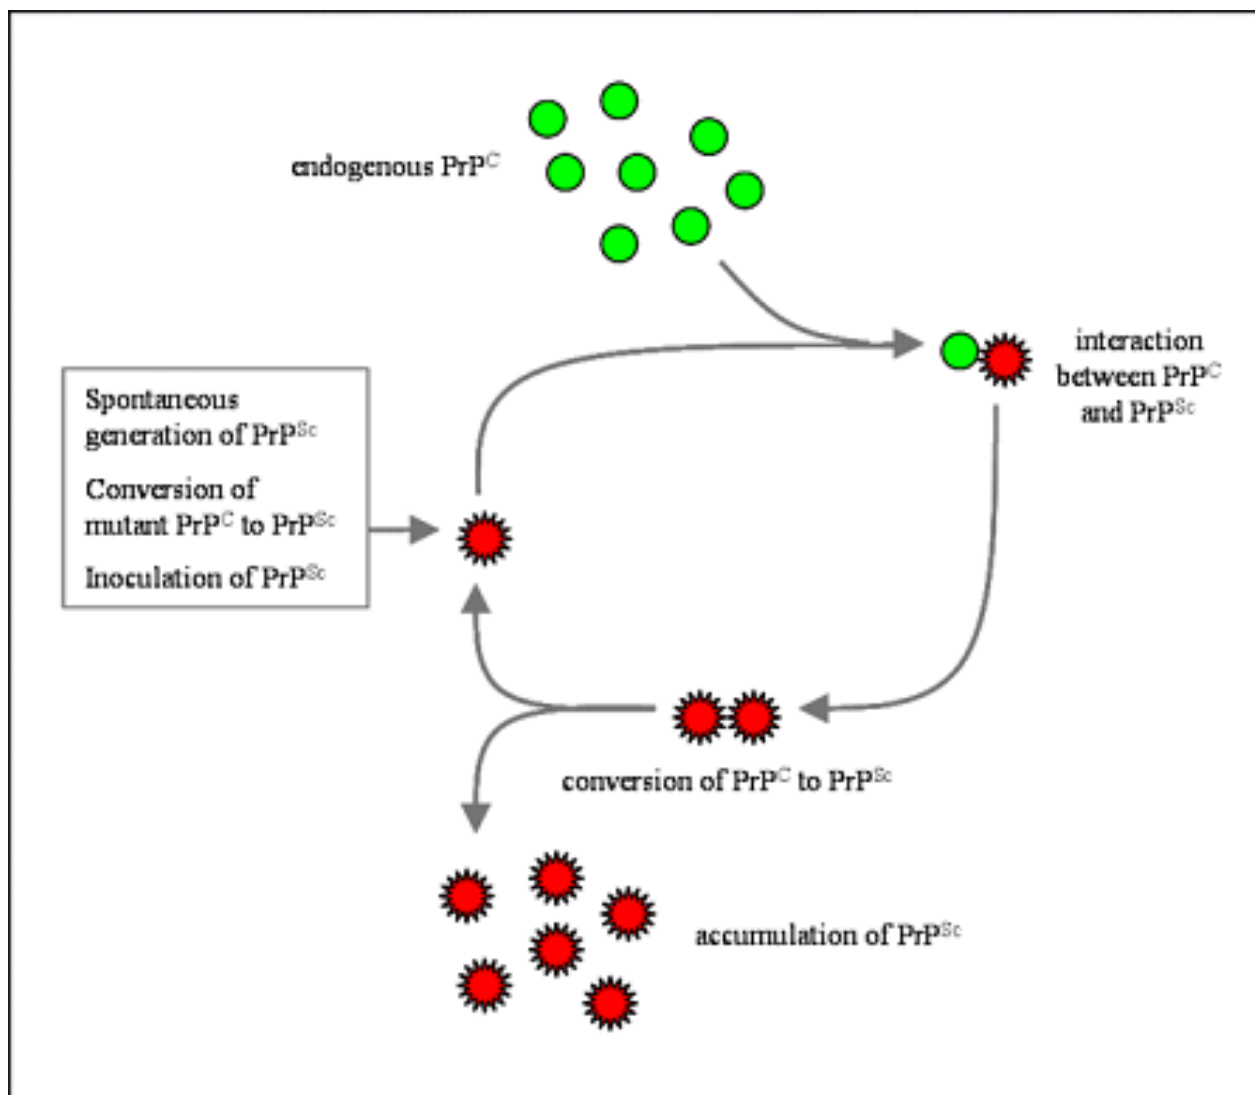 endogenous PrP^C
interaction
between PrP^C
and PrP^Sc
Spontaneous
generation of PrP^Sc
Conversion of
mutant PrP^C to PrP^Sc
Inoculation of PrP^Sc
conversion of PrP^C to PrP^Sc
accumulation of PrP^Sc